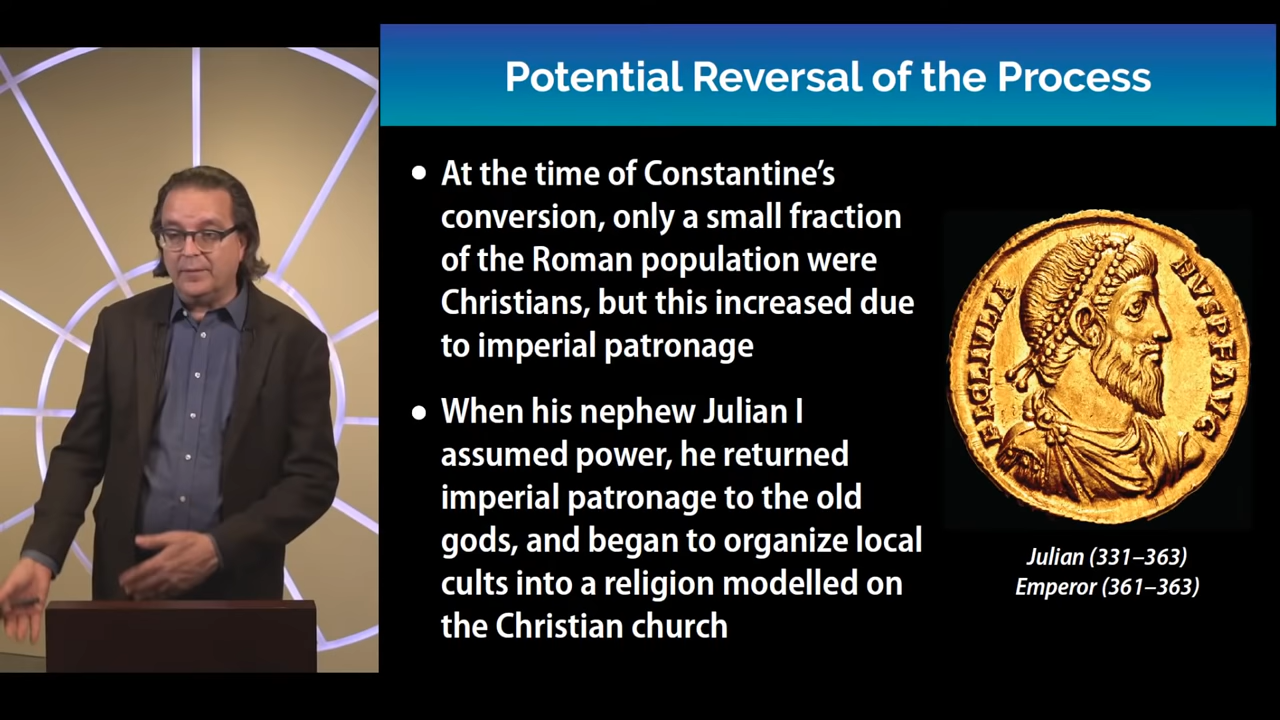 Potential Reversal of the Process
• At the time of Constantine’s
conversion, only a small fraction
of the Roman population were
Christians, but this increased due
to imperial patronage
• When his nephew Julian I
assumed power, he returned
imperial patronage to the old
gods, and began to organize local
cults into a religion modelled on
the Christian church
FLCLIVLIA
NVSPFAVG
Julian (331–363)
Emperor (361–363)